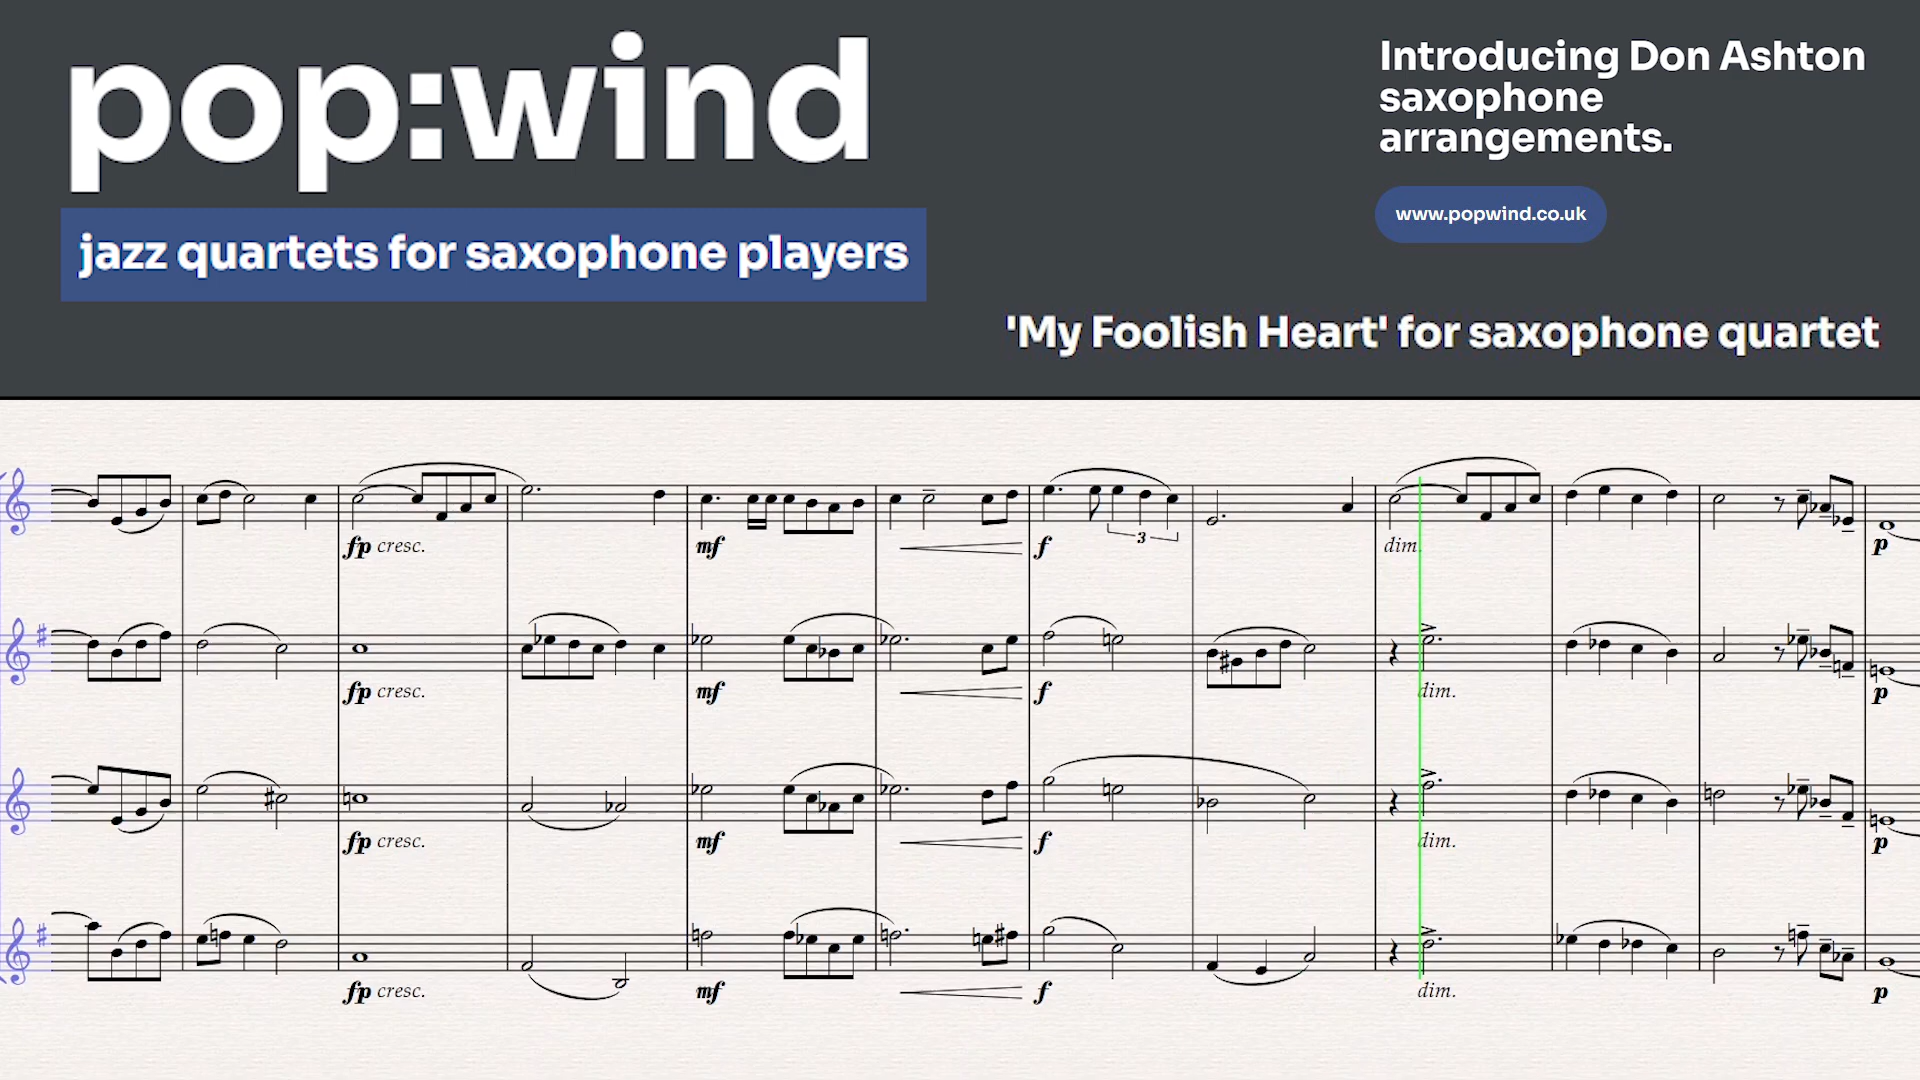 pop:wind
jazz quartets for saxophone players
Introducing Don Ashton
saxophone
arrangements.
www.popwind.co.uk
'My Foolish Heart' for saxophone quartet
fp cresc. mf f 3 dim. p
fp cresc. mf f dim. p
fp cresc. mf f dim. p
fp cresc. mf f dim. p